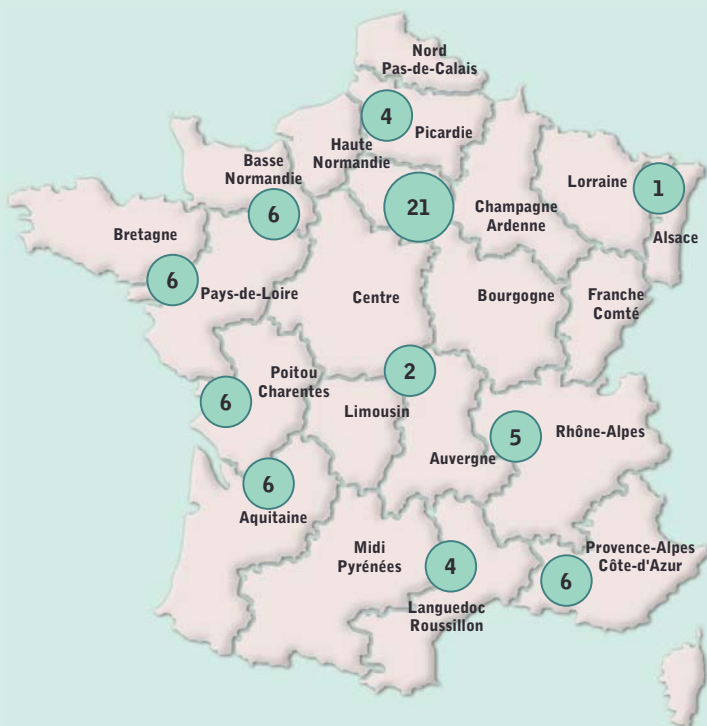 Nord
Pas-de-Calais
4
Picardie
Haute
Normandie
Basse
Normandie
6
21
Champagne
Ardenne
Lorraine
1
Alsace
Bretagne
6
Pays-de-Loire
Centre
Bourgogne
Franche
Comté
2
Poitou
Charentes
6
Limousin
5
Rhône-Alpes
Auvergne
6
Aquitaine
Midi
Pyrénées
4
Provence-Alpes
Côte-d'Azur
6
Languedoc
Roussillon